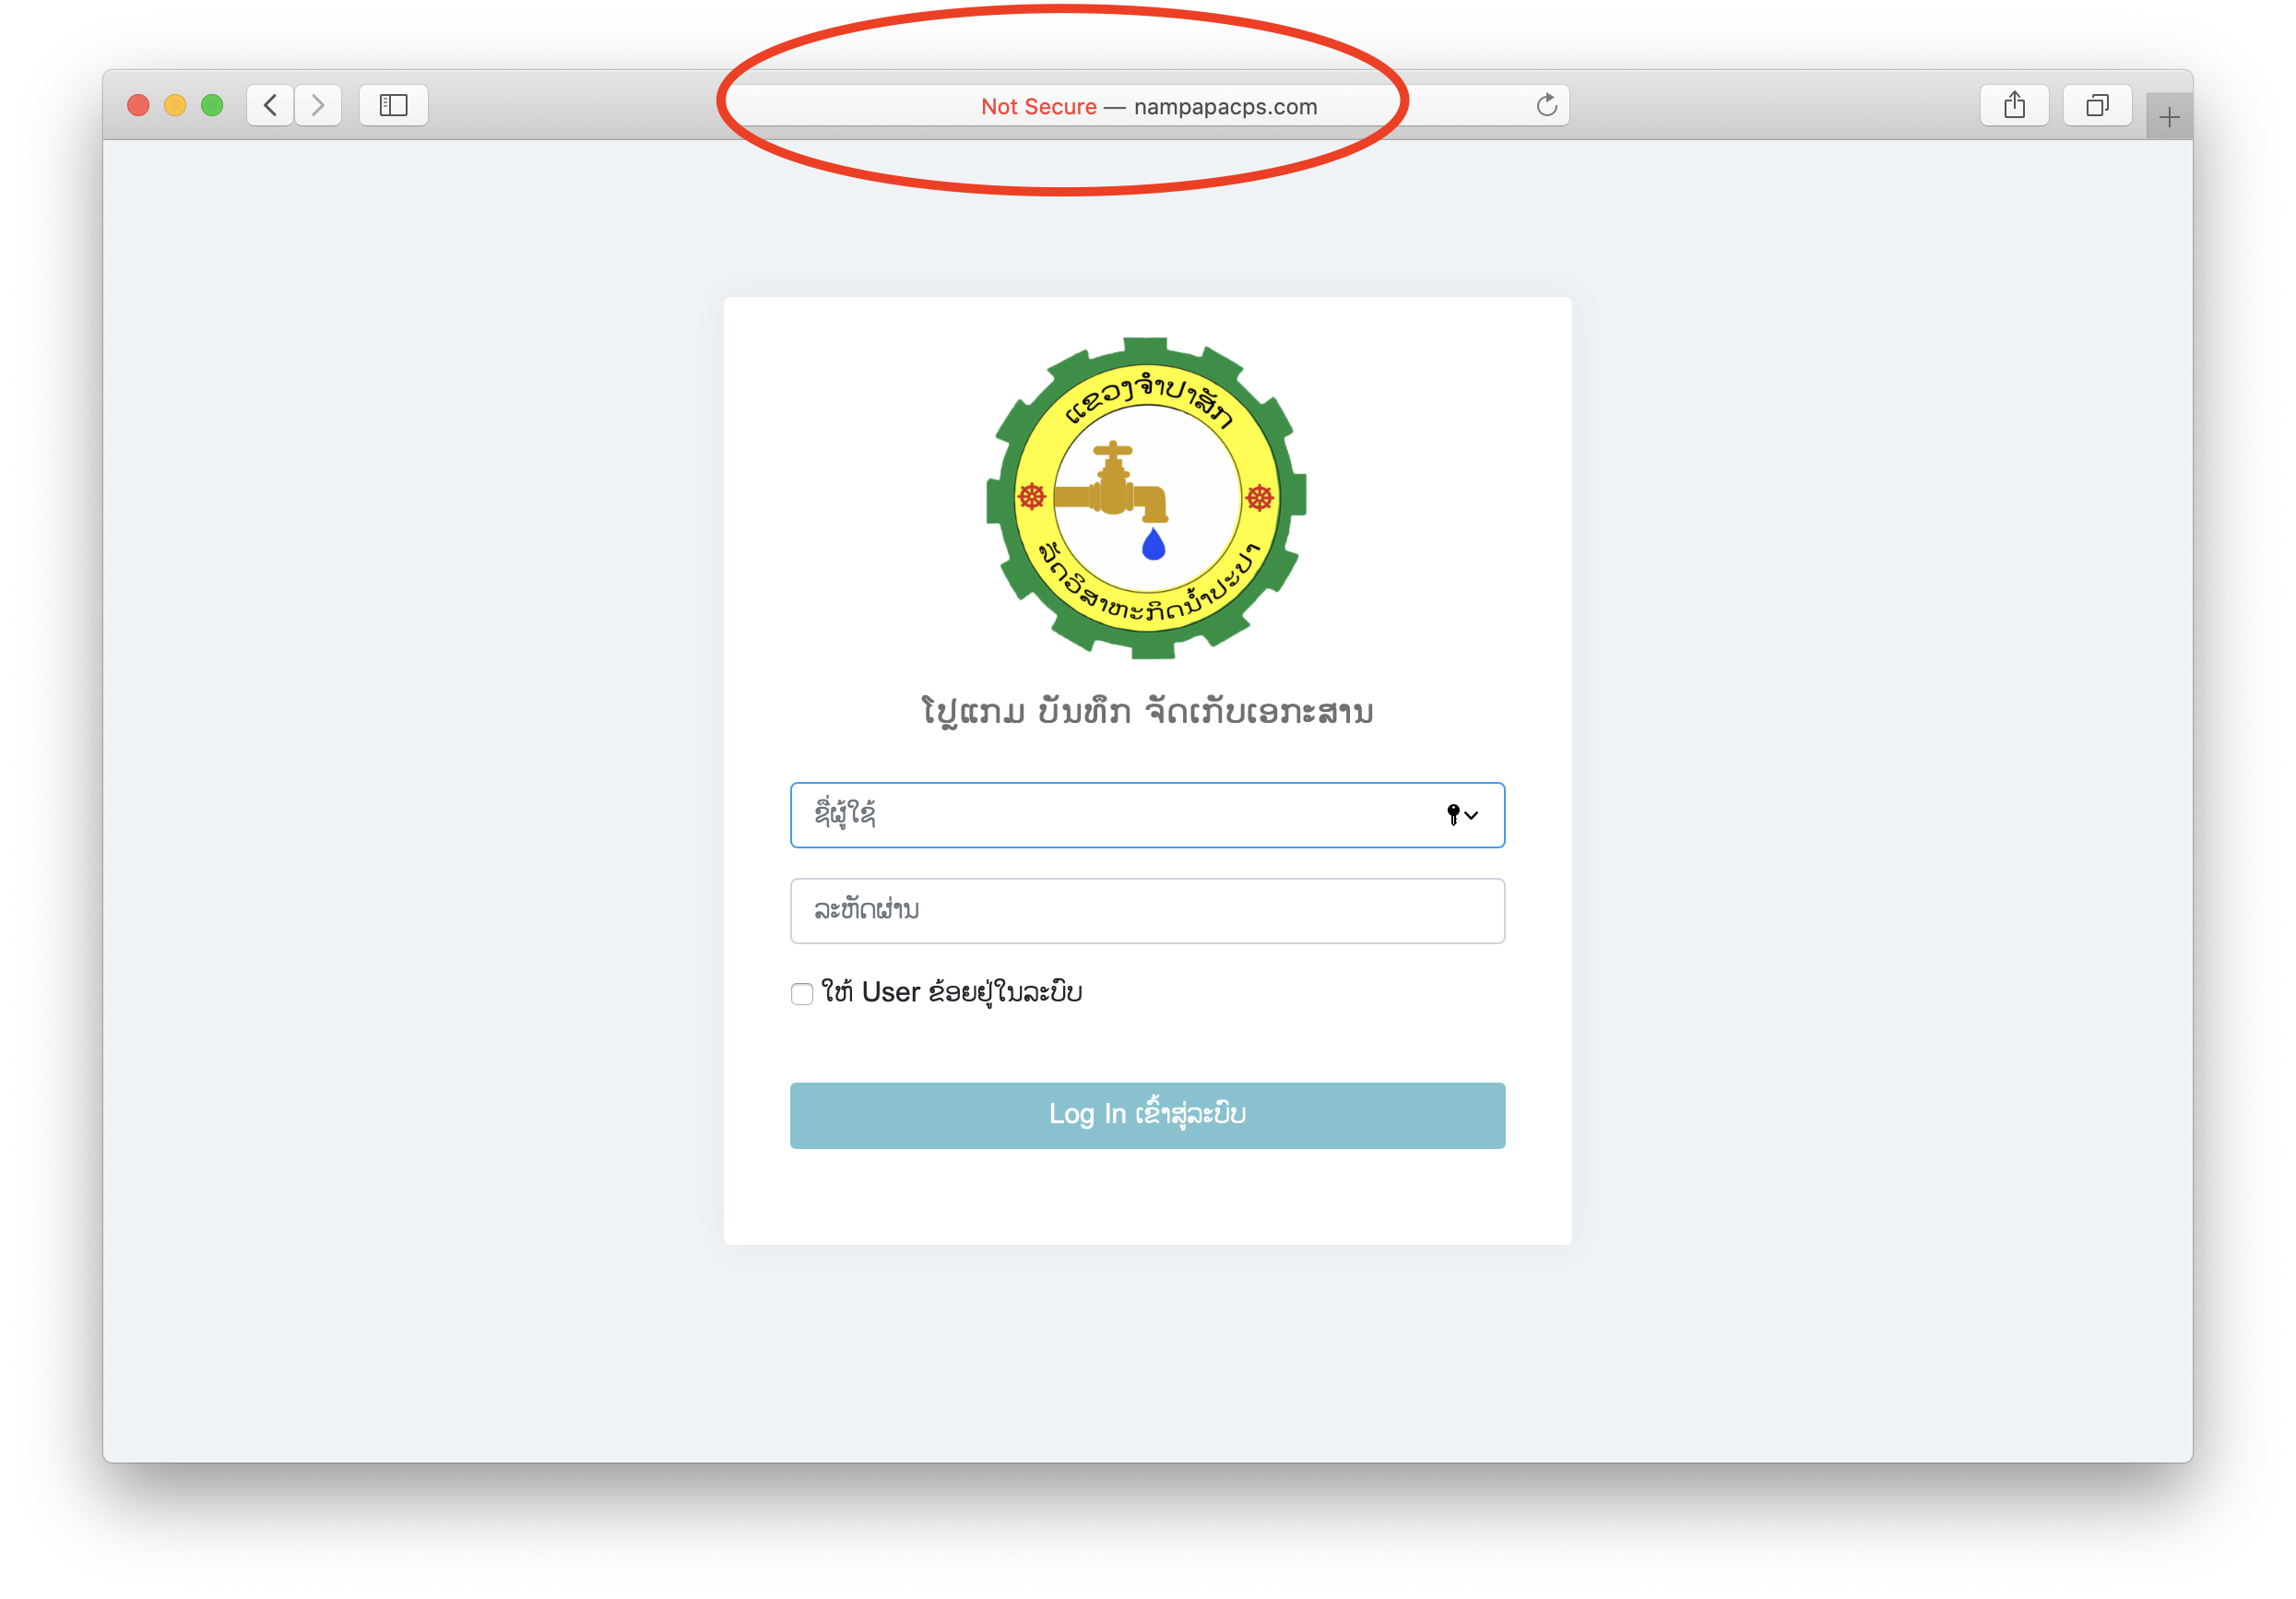 Not Secure — nampapacps.com
ແຂວງຈຳປາສັກ
ລັດວິສາຫະກິດນ້ຳປະປາ
ໂປຼແກມ ບັນທຶກ ຈັດເກັບເອກະສານ
ຊື່ຜູ້ໃຊ້
ລະຫັດຜ່ານ
ໃຫ້ User ຂ້ອຍຢູ່ໃນລະບົບ
Log In ເຂົ້າສູ່ລະບົບ